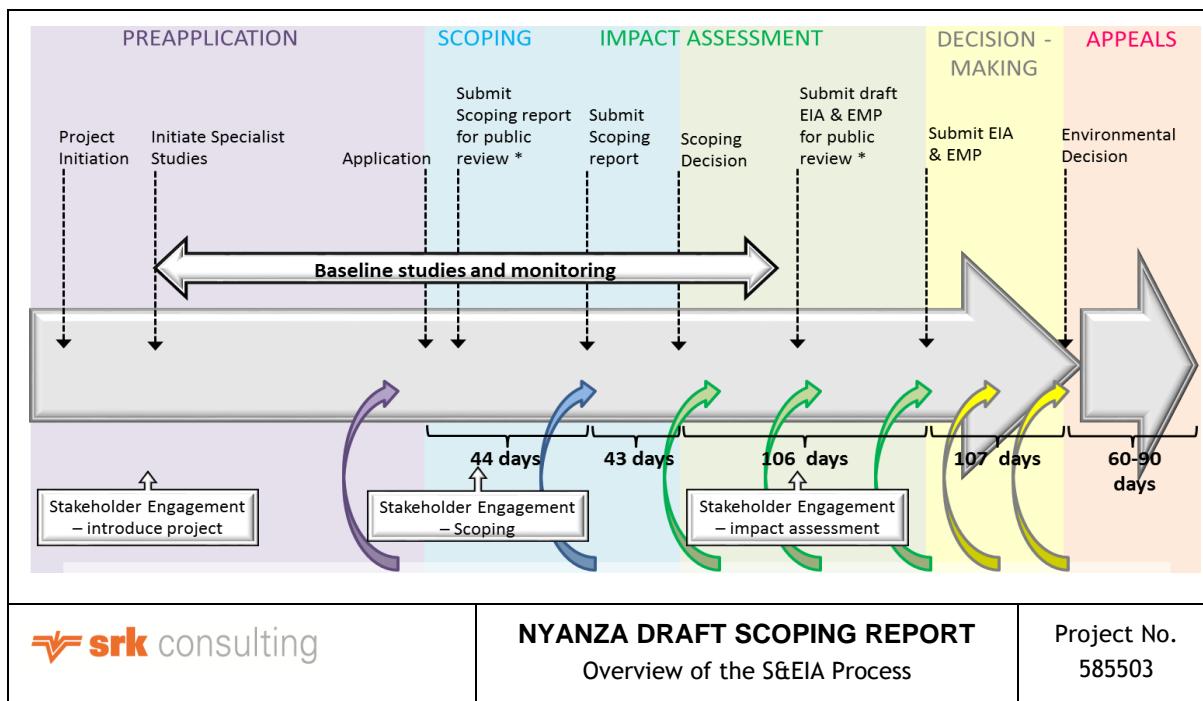 PREAPPLICATION
SCOPING
IMPACT ASSESSMENT
DECISION -
MAKING
APPEALS
Project
Initiation
Initiate Specialist
Studies
Application
Submit
Scoping report
for public
review *
Submit
Scoping
report
Scoping
Decision
Submit draft
EIA & EMP
for public
review *
Submit EIA
& EMP
Environmental
Decision
Baseline studies and monitoring
44 days
43 days
106 days
107 days
60-90
days
Stakeholder Engagement
– introduce project
Stakeholder Engagement
– Scoping
Stakeholder Engagement
– impact assessment
srk consulting
NYANZA DRAFT SCOPING REPORT
Overview of the S&EIA Process
Project No.
585503